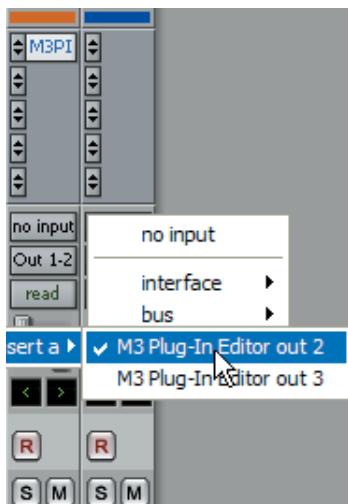 M3PI
no input
Out 1-2
read
no input
interface
bus
sert a
M3 Plug-In Editor out 2
M3 Plug-In Editor out 3
R R
S M S M